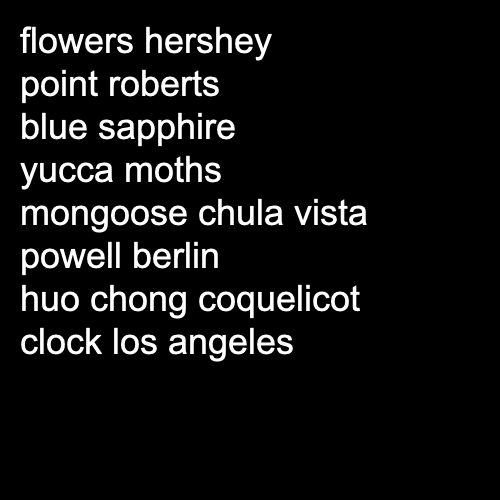 flowers hershey
point roberts
blue sapphire
yucca moths
mongoose chula vista
powell berlin
huo chong coquelicot
clock los angeles